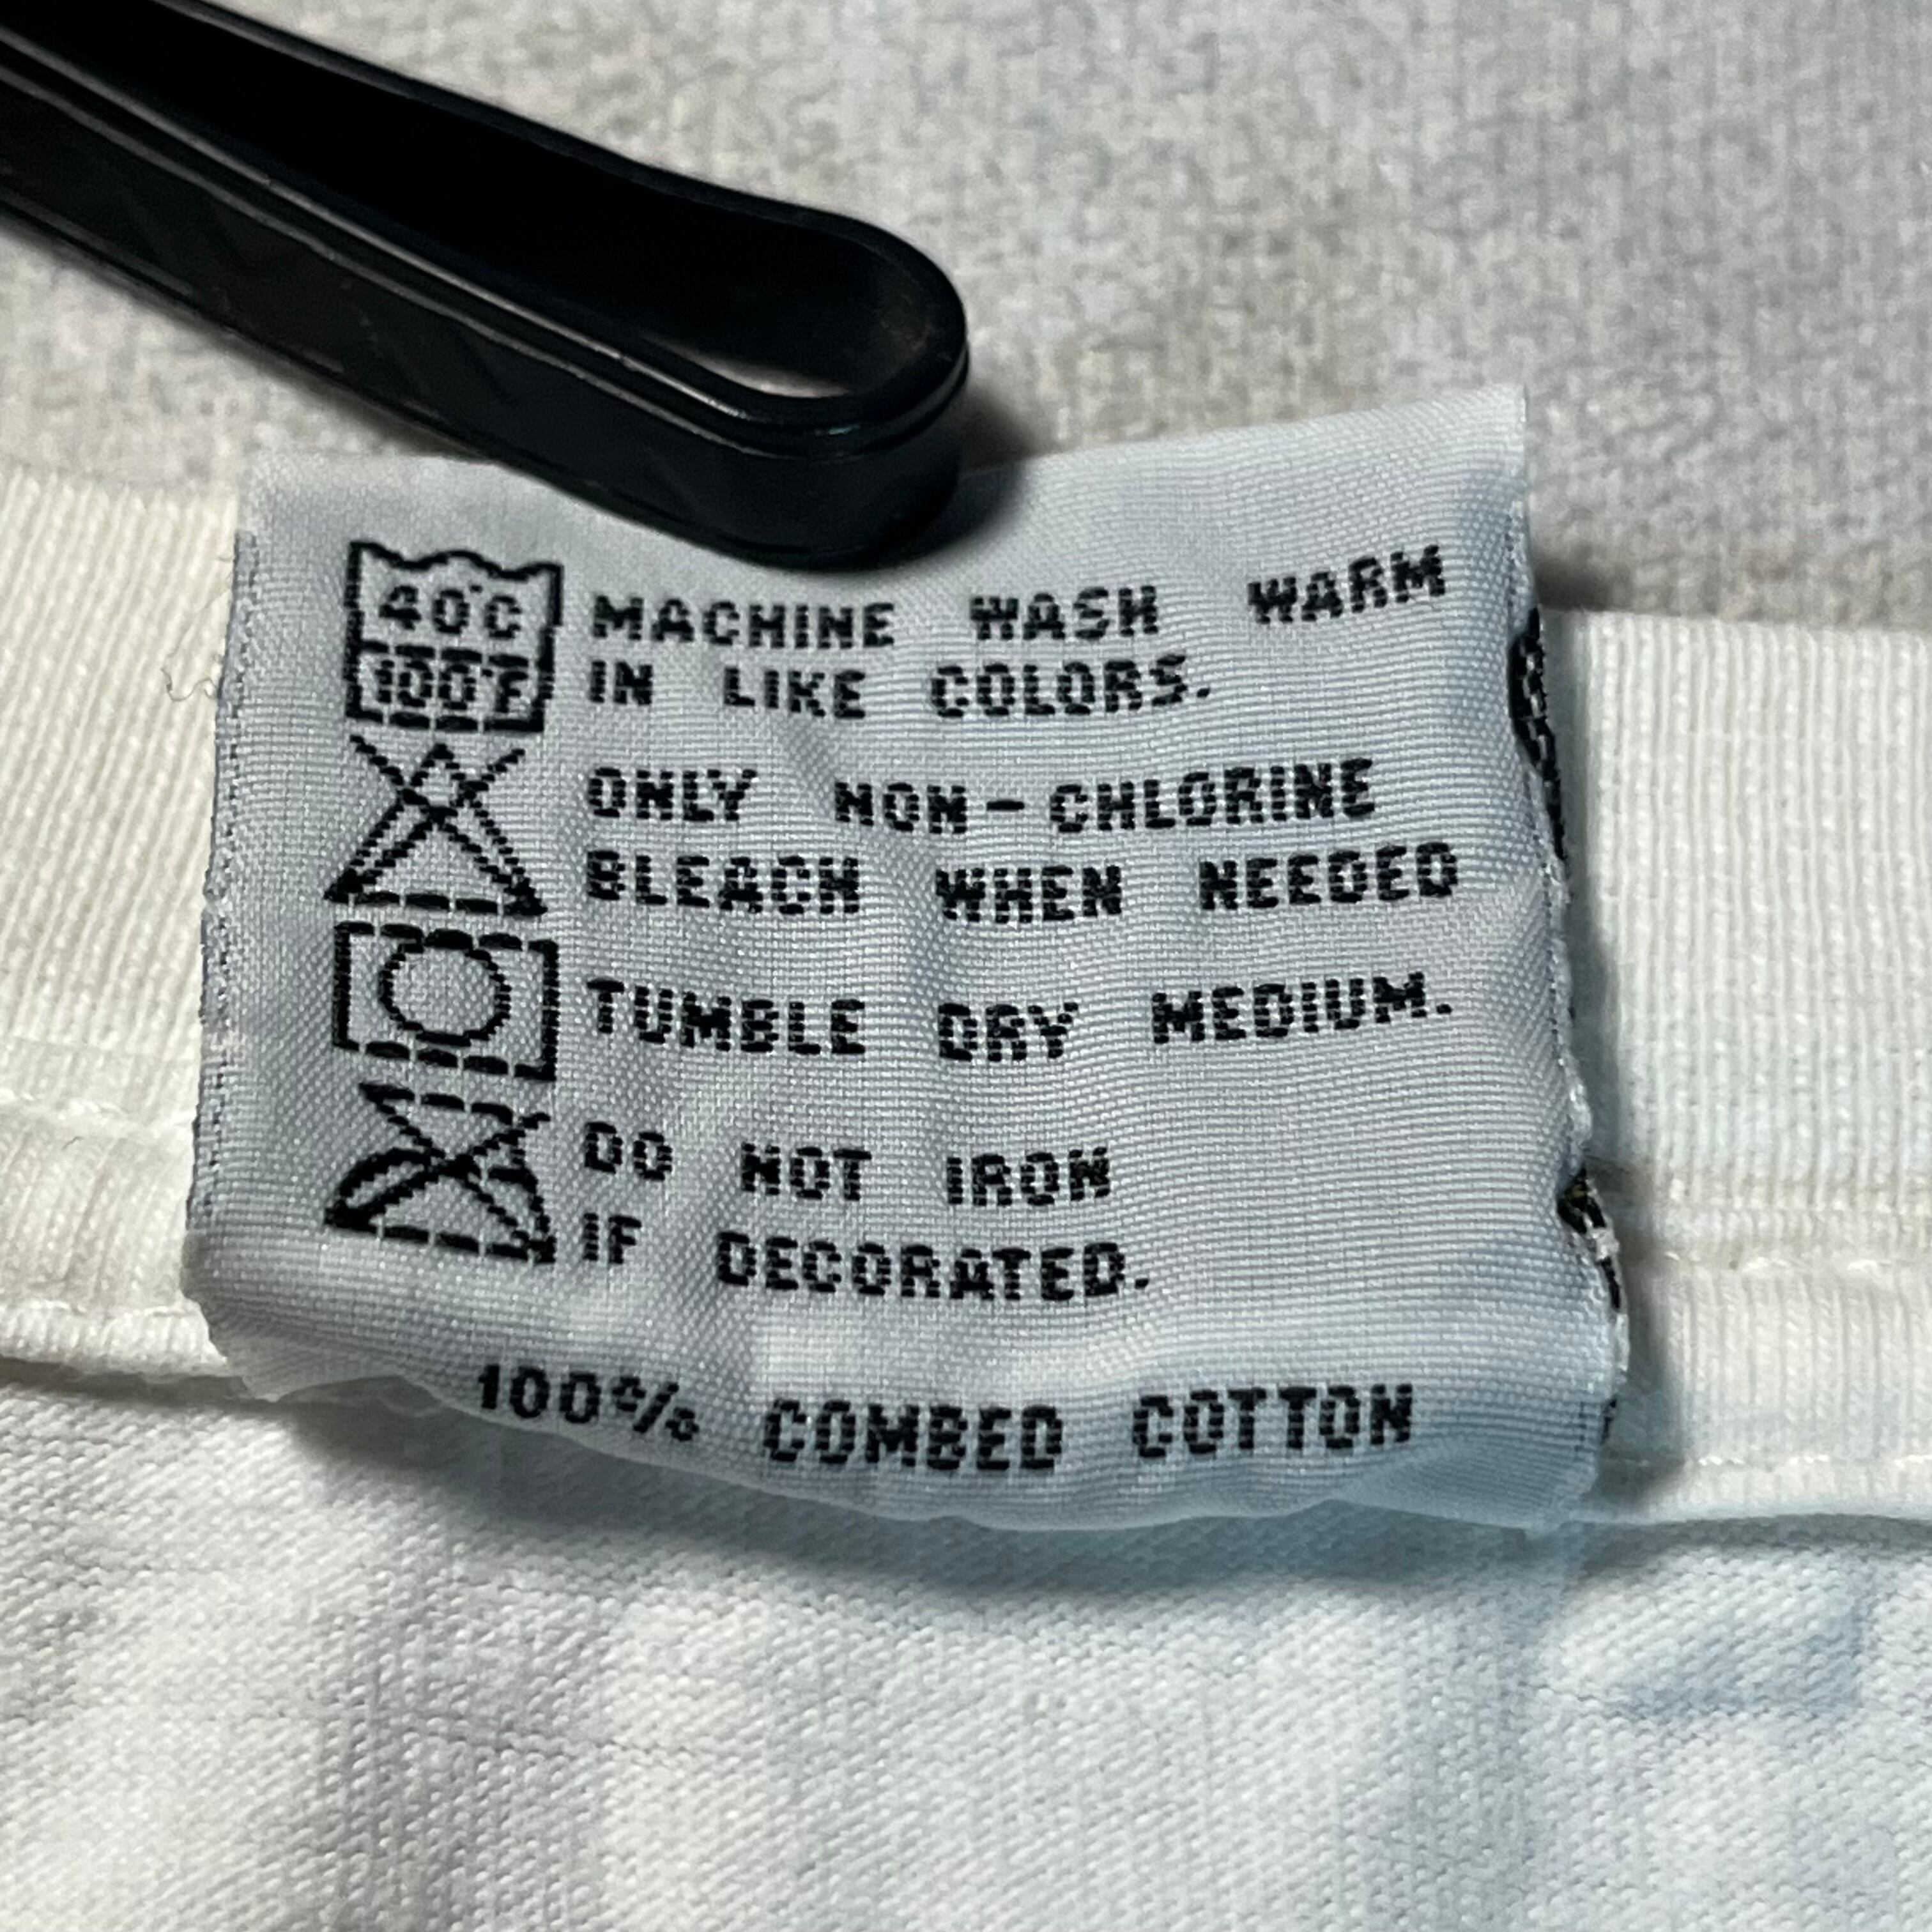 40°C MACHINE WASH WARM
100°F IN LIKE COLORS.
ONLY NON-CHLORINE
BLEACH WHEN NEEDED
TUMBLE DRY MEDIUM.
DO NOT IRON
IF DECORATED.
100% COMBED COTTON